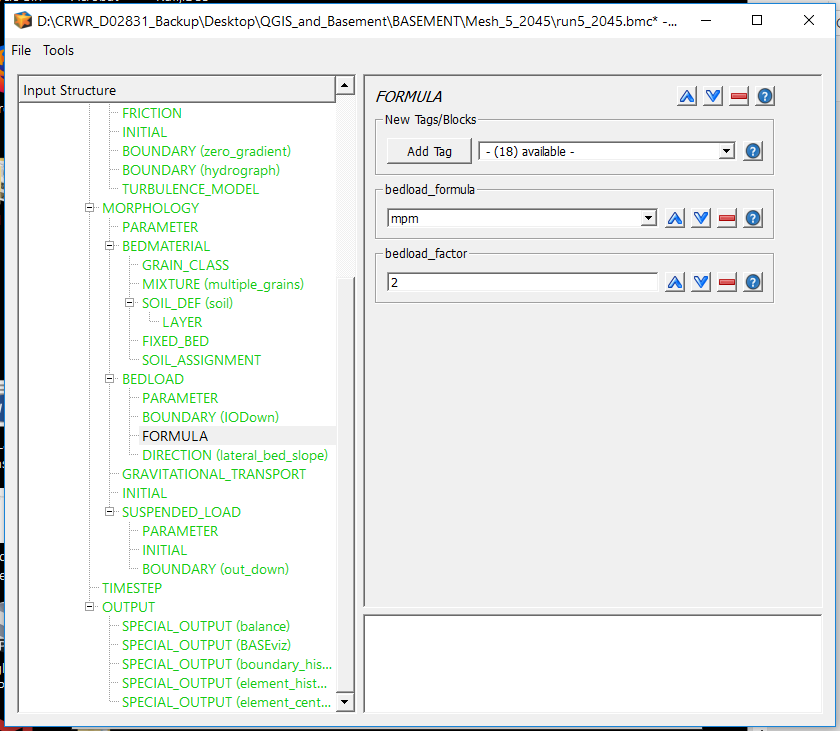 D:\CRWR_D02831_Backup\Desktop\QGIS_and_Basement\BASEMENT\Mesh_5_2045\run5_2045.bmc* -...
File Tools
Input Structure
FRICTION
INITIAL
BOUNDARY (zero_gradient)
BOUNDARY (hydrograph)
TURBULENCE_MODEL
MORPHOLOGY
PARAMETER
BEDMATERIAL
GRAIN_CLASS
MIXTURE (multiple_grains)
SOIL_DEF (soil)
LAYER
FIXED_BED
SOIL_ASSIGNMENT
BEDLOAD
PARAMETER
BOUNDARY (IODown)
FORMULA
DIRECTION (lateral_bed_slope)
GRAVITATIONAL_TRANSPORT
INITIAL
SUSPENDED_LOAD
PARAMETER
INITIAL
BOUNDARY (out_down)
TIMESTEP
OUTPUT
SPECIAL_OUTPUT (balance)
SPECIAL_OUTPUT (BASEviz)
SPECIAL_OUTPUT (boundary_his...
SPECIAL_OUTPUT (element_hist...
SPECIAL_OUTPUT (element_cent...
FORMULA
New Tags/Blocks
Add Tag - (18) available -
bedload_formula
mpm
bedload_factor
2